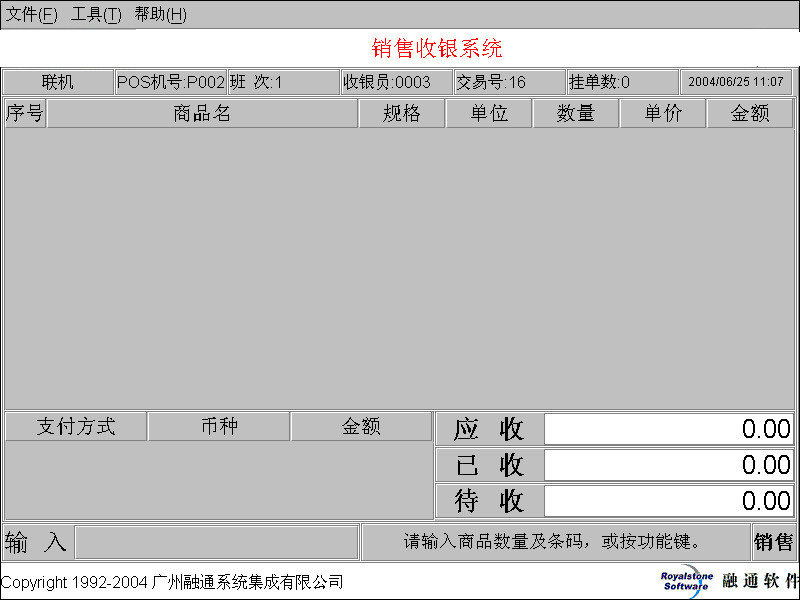 文件(F) 工具(T) 帮助(H)
销售收银系统
联机 POS机号:P002 班 次:1 收银员:0003 交易号:16 挂单数:0 2004/06/25 11:07
序号 商品名 规格 单位 数量 单价 金额
支付方式 币种 金额
应 收 0.00
已 收 0.00
待 收 0.00
输 入 请输入商品数量及条码，或按功能键。 销售
Copyright 1992-2004 广州融通系统集成有限公司
Royalstone Software 融通软件